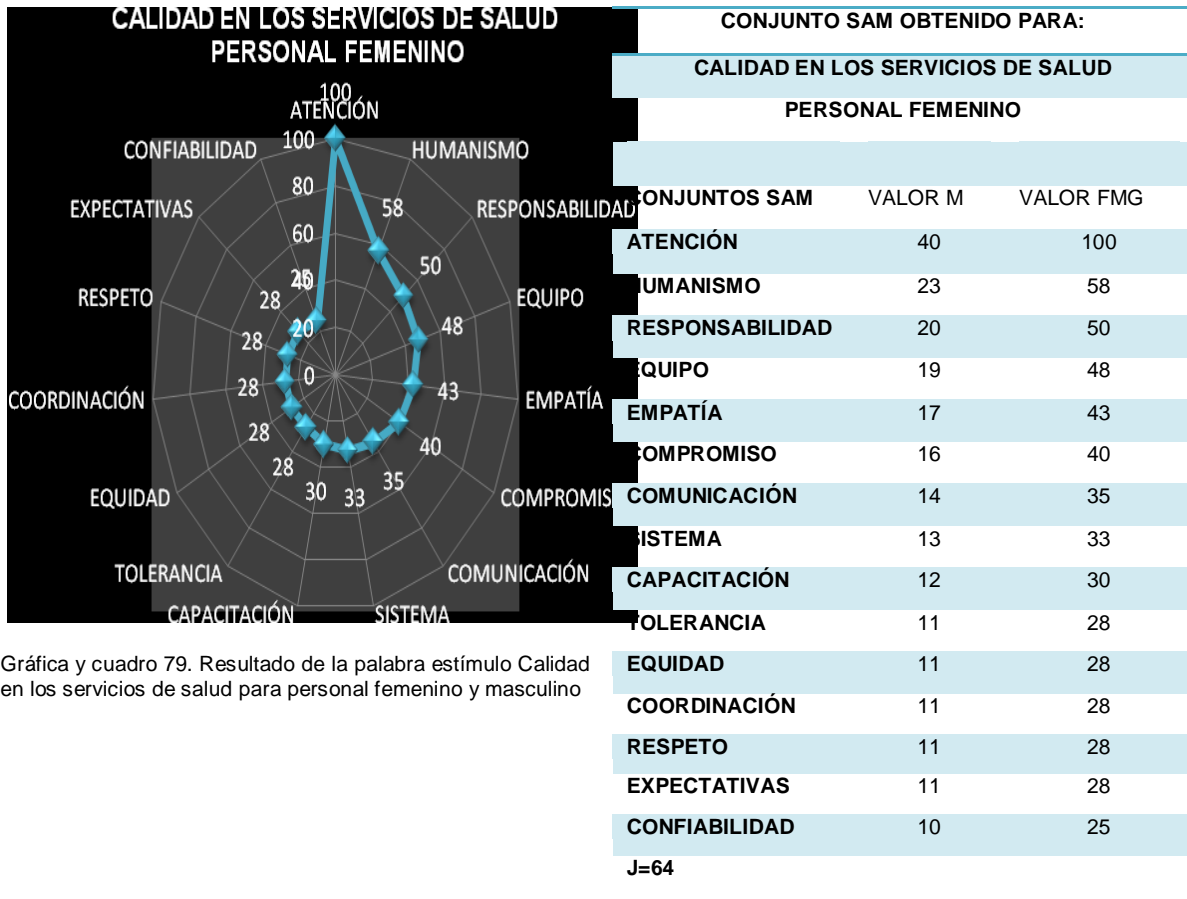 CALIDAD EN LOS SERVICIOS DE SALUD
PERSONAL FEMENINO
100
ATENCIÓN
HUMANISMO
RESPONSABILIDAD
EQUIPO
EMPATÍA
COMPROMIS
COMUNICACIÓN
SISTEMA
CAPACITACIÓN
TOLERANCIA
EQUIDAD
COORDINACIÓN
RESPETO
EXPECTATIVAS
CONFIABILIDAD
100
80
60
40
20
0
58
50
48
43
40
35
33
30
28
28
28
28
28
25
Gráfica y cuadro 79. Resultado de la palabra estímulo Calidad
en los servicios de salud para personal femenino y masculino
CONJUNTO SAM OBTENIDO PARA:
CALIDAD EN LOS SERVICIOS DE SALUD
PERSONAL FEMENINO
CONJUNTOS SAM VALOR M VALOR FMG
ATENCIÓN 40 100
HUMANISMO 23 58
RESPONSABILIDAD 20 50
EQUIPO 19 48
EMPATÍA 17 43
COMPROMISO 16 40
COMUNICACIÓN 14 35
SISTEMA 13 33
CAPACITACIÓN 12 30
TOLERANCIA 11 28
EQUIDAD 11 28
COORDINACIÓN 11 28
RESPETO 11 28
EXPECTATIVAS 11 28
CONFIABILIDAD 10 25
J=64